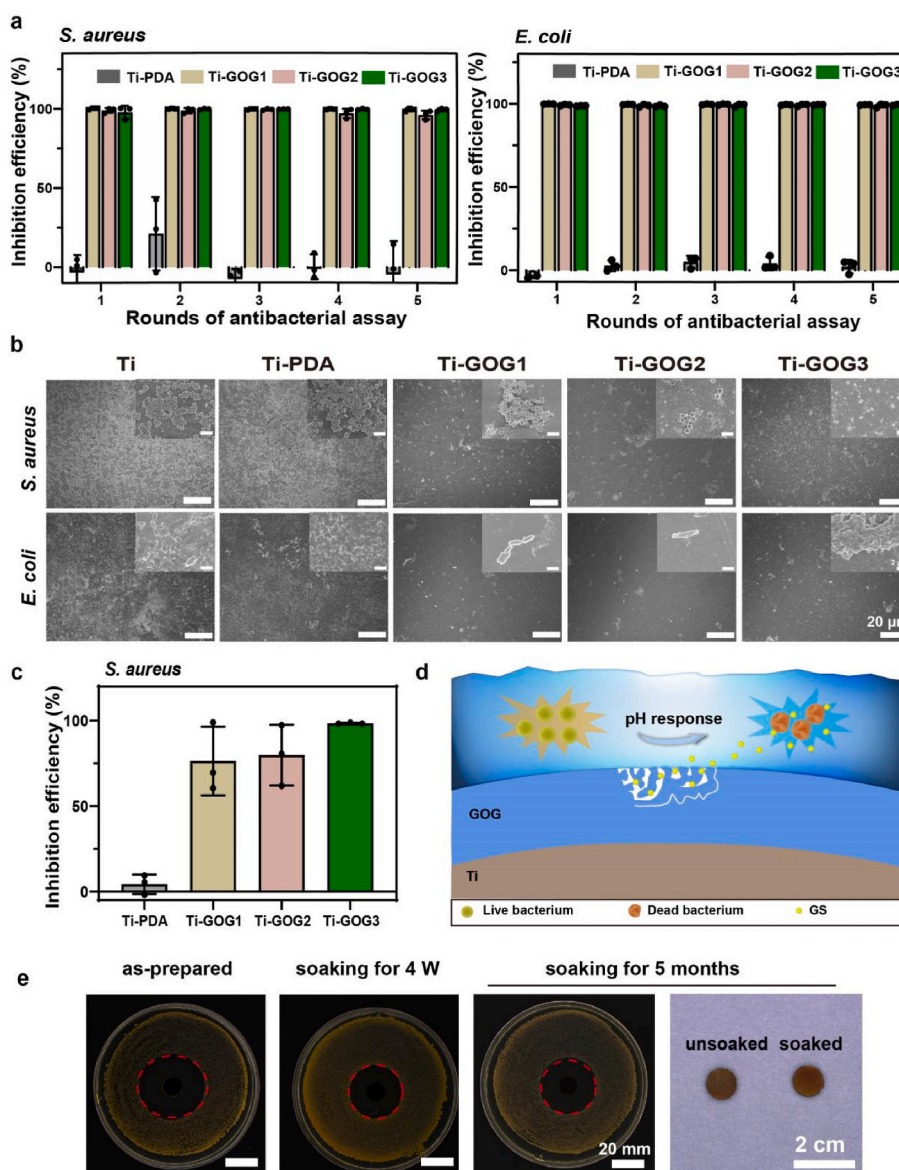 a
S. aureus
E. coli
Ti-PDA Ti-GOG1 Ti-GOG2 Ti-GOG3
Ti-PDA Ti-GOG1 Ti-GOG2 Ti-GOG3
Inhibition efficiency (%)
100
50
0
1 2 3 4 5
Rounds of antibacterial assay
Inhibition efficiency (%)
100
50
0
1 2 3 4 5
Rounds of antibacterial assay
b
Ti Ti-PDA Ti-GOG1 Ti-GOG2 Ti-GOG3
S. aureus
E. coli
20 μm
c
S. aureus
Inhibition efficiency (%)
100
50
0
Ti-PDA Ti-GOG1 Ti-GOG2 Ti-GOG3
d
pH response
GOG
Ti
Live bacterium Dead bacterium GS
e
as-prepared soaking for 4 W soaking for 5 months
unsoaked soaked
20 mm
2 cm